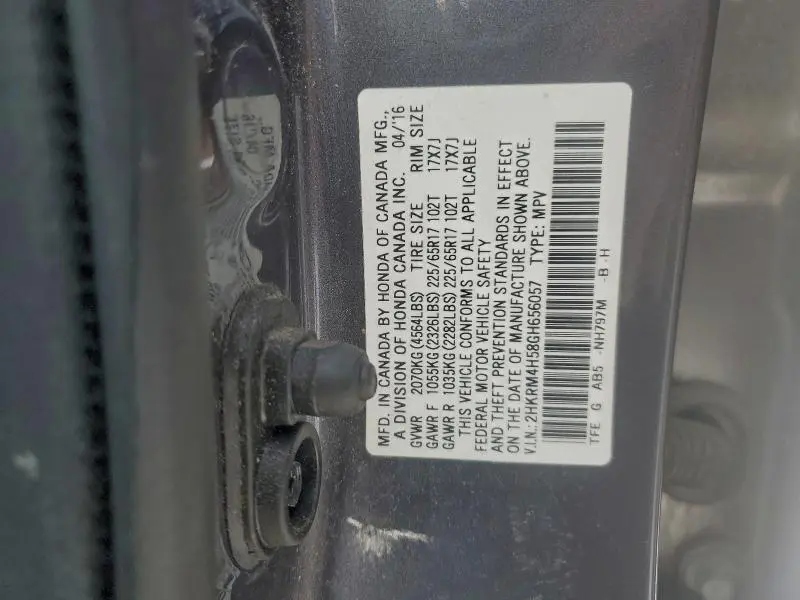 MFD. IN CANADA BY HONDA OF CANADA MFG.,
A DIVISION OF HONDA CANADA INC. 04/'16
GVWR 2070KG(4564LBS) TIRE SIZE RIM SIZE
GAWR F 1055KG(2326LBS) 225/65R17 102T 17X7J
GAWR R 1035KG(2282LBS) 225/65R17 102T 17X7J
THIS VEHICLE CONFORMS TO ALL APPLICABLE
FEDERAL MOTOR VEHICLE SAFETY
AND THEFT PREVENTION STANDARDS IN EFFECT
ON THE DATE OF MANUFACTURE SHOWN ABOVE.
V.I.N.: 2HKRM4H58GH656057 TYPE: MPV
TFE G AB5 -NH797M -B -H